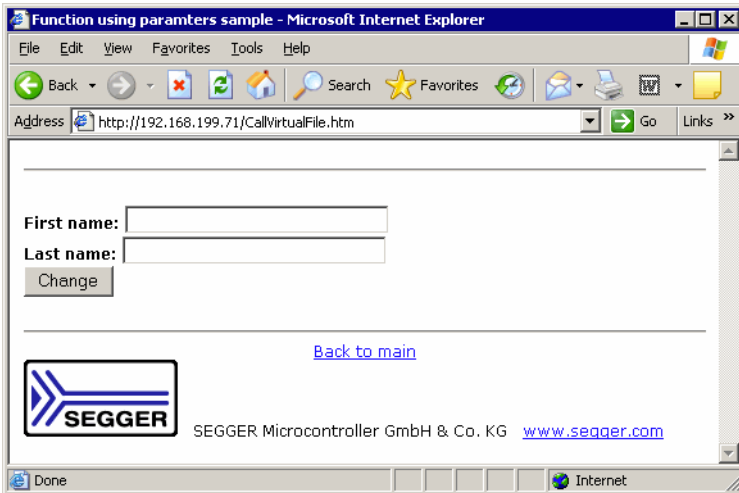 Function using paramters sample - Microsoft Internet Explorer
File Edit View Favorites Tools Help
Back Search Favorites
Address http://192.168.199.71/CallVirtualFile.htm Go Links »
First name:
Last name:
Change
Back to main
SEGGER
SEGGER Microcontroller GmbH & Co. KG www.segger.com
Done Internet